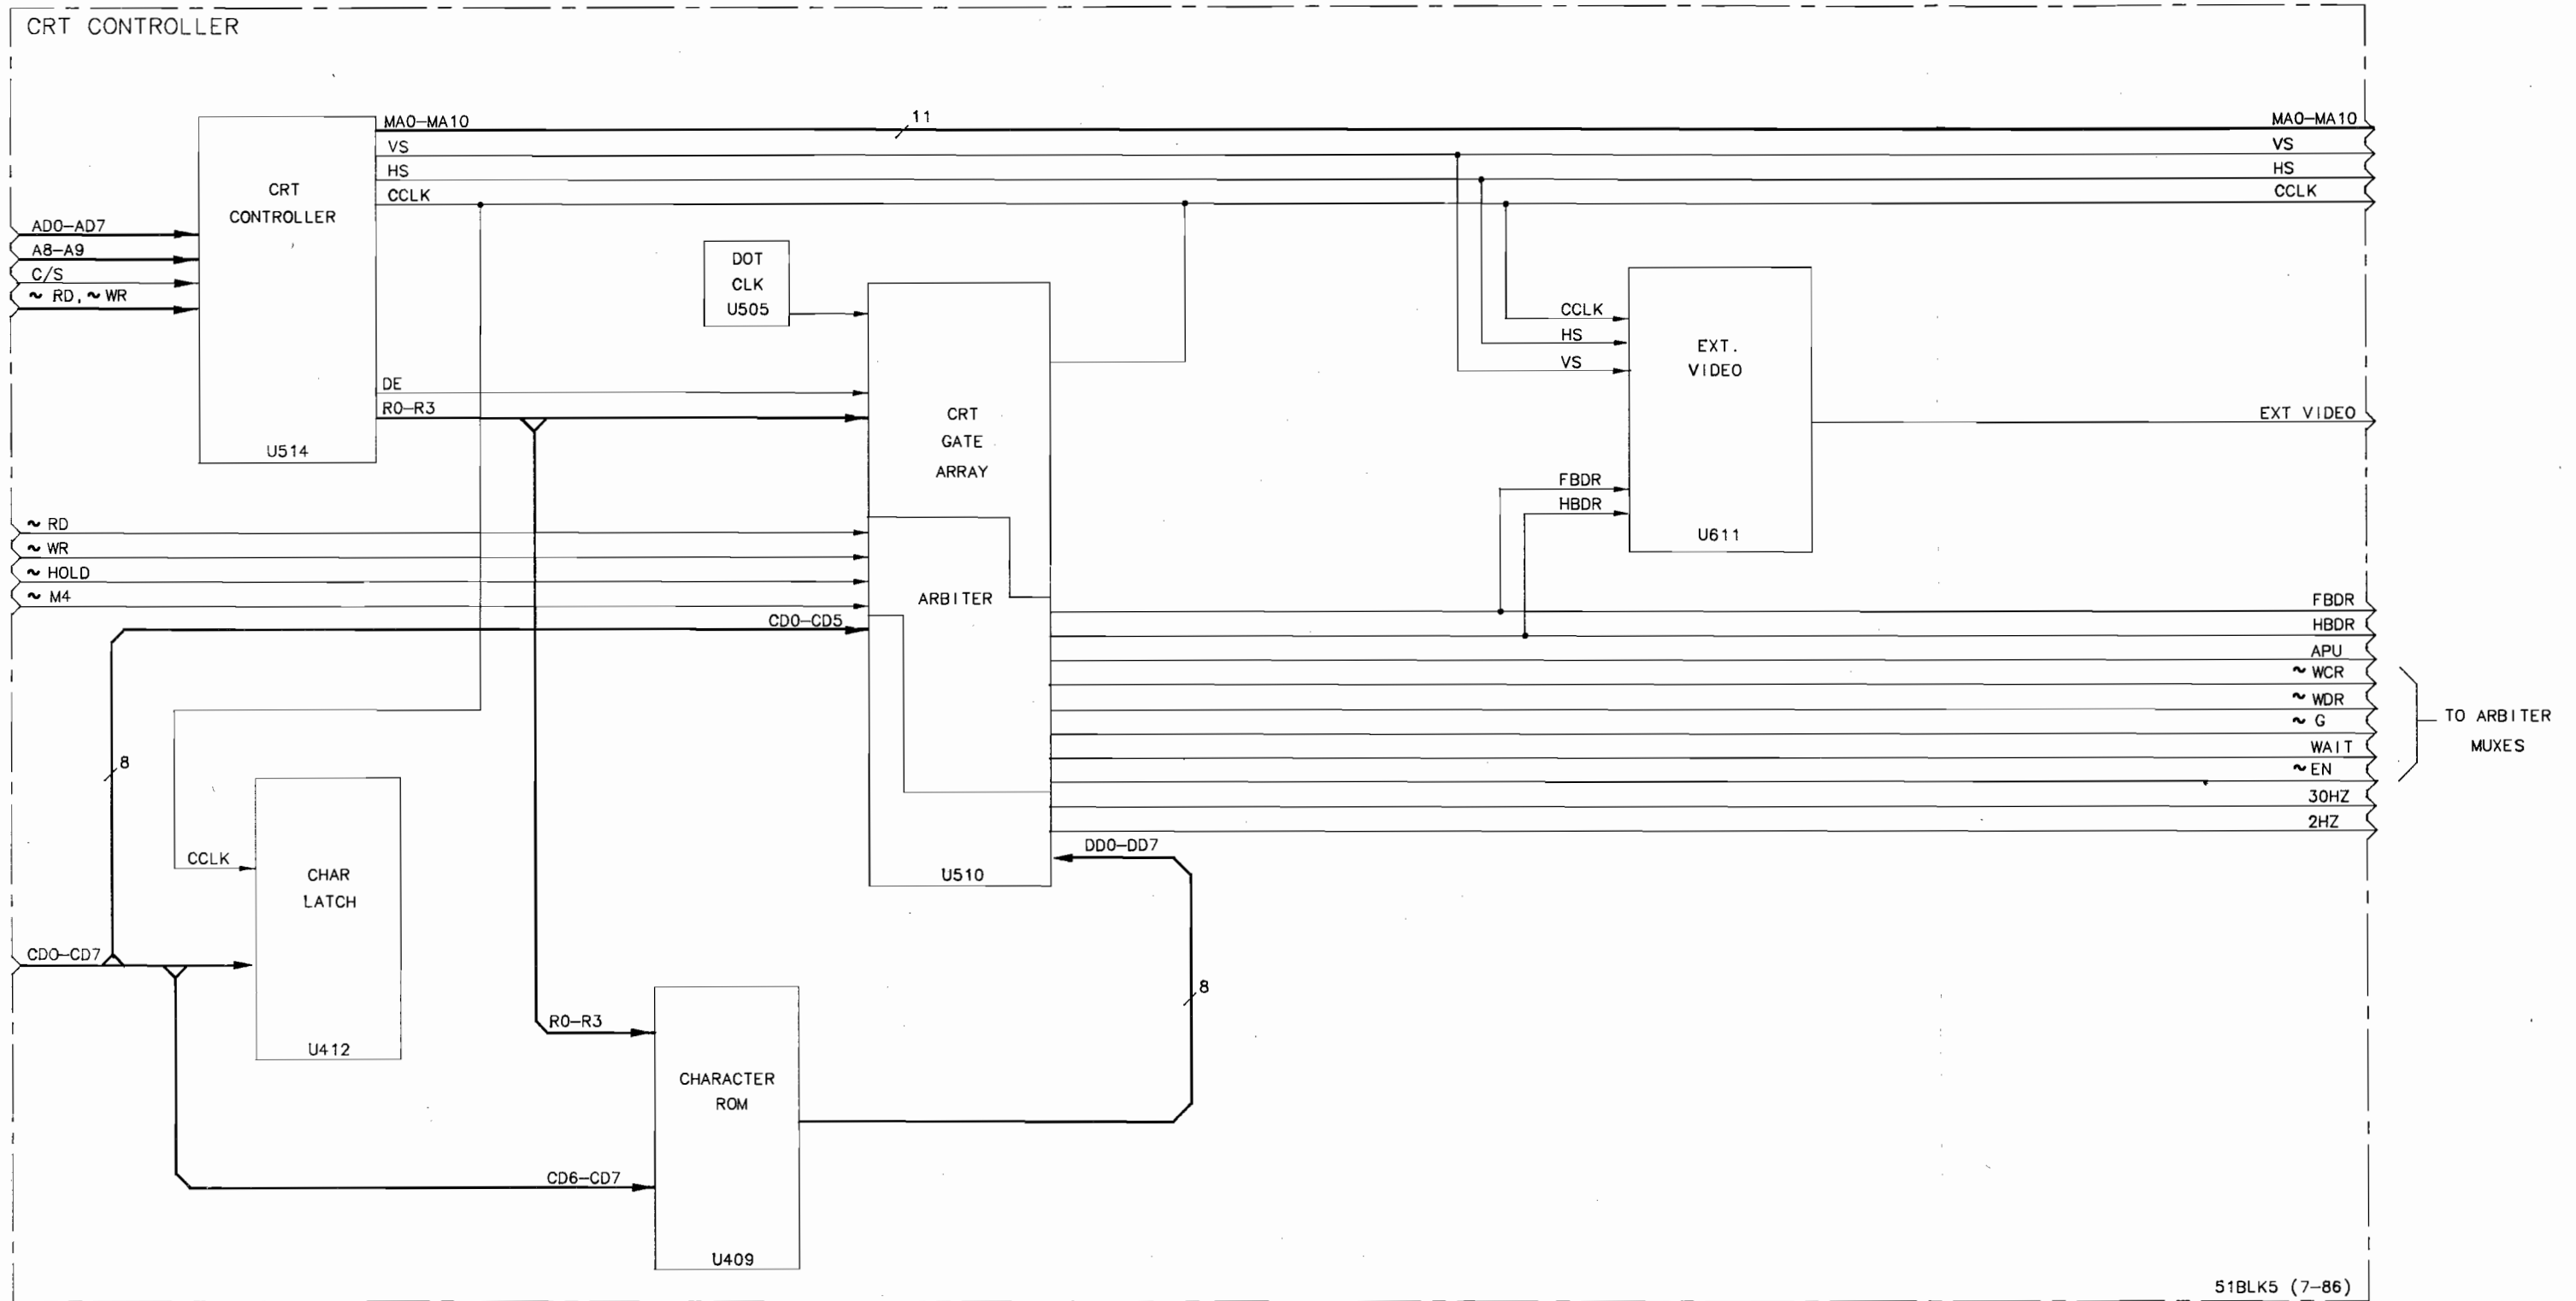 CRT CONTROLLER
MA0-MA10
11
MA0-MA10
VS
VS
HS
HS
CCLK
CCLK
CRT
CONTROLLER
U514
AD0-AD7
A8-A9
C/S
~ RD, ~ WR
DOT
CLK
U505
DE
R0-R3
CRT
GATE
ARRAY
ARBITER
U510
CCLK
HS
VS
EXT.
VIDEO
FBDR
HBDR
U611
EXT VIDEO
~ RD
~ WR
~ HOLD
~ M4
CD0-CD5
FBDR
HBDR
APU
~ WCR
~ WDR
~ G
WAIT
~ EN
30HZ
2HZ
TO ARBITER
MUXES
8
CCLK
CHAR
LATCH
U412
DD0-DD7
8
CD0-CD7
R0-R3
CHARACTER
ROM
CD6-CD7
U409
51BLK5 (7-86)